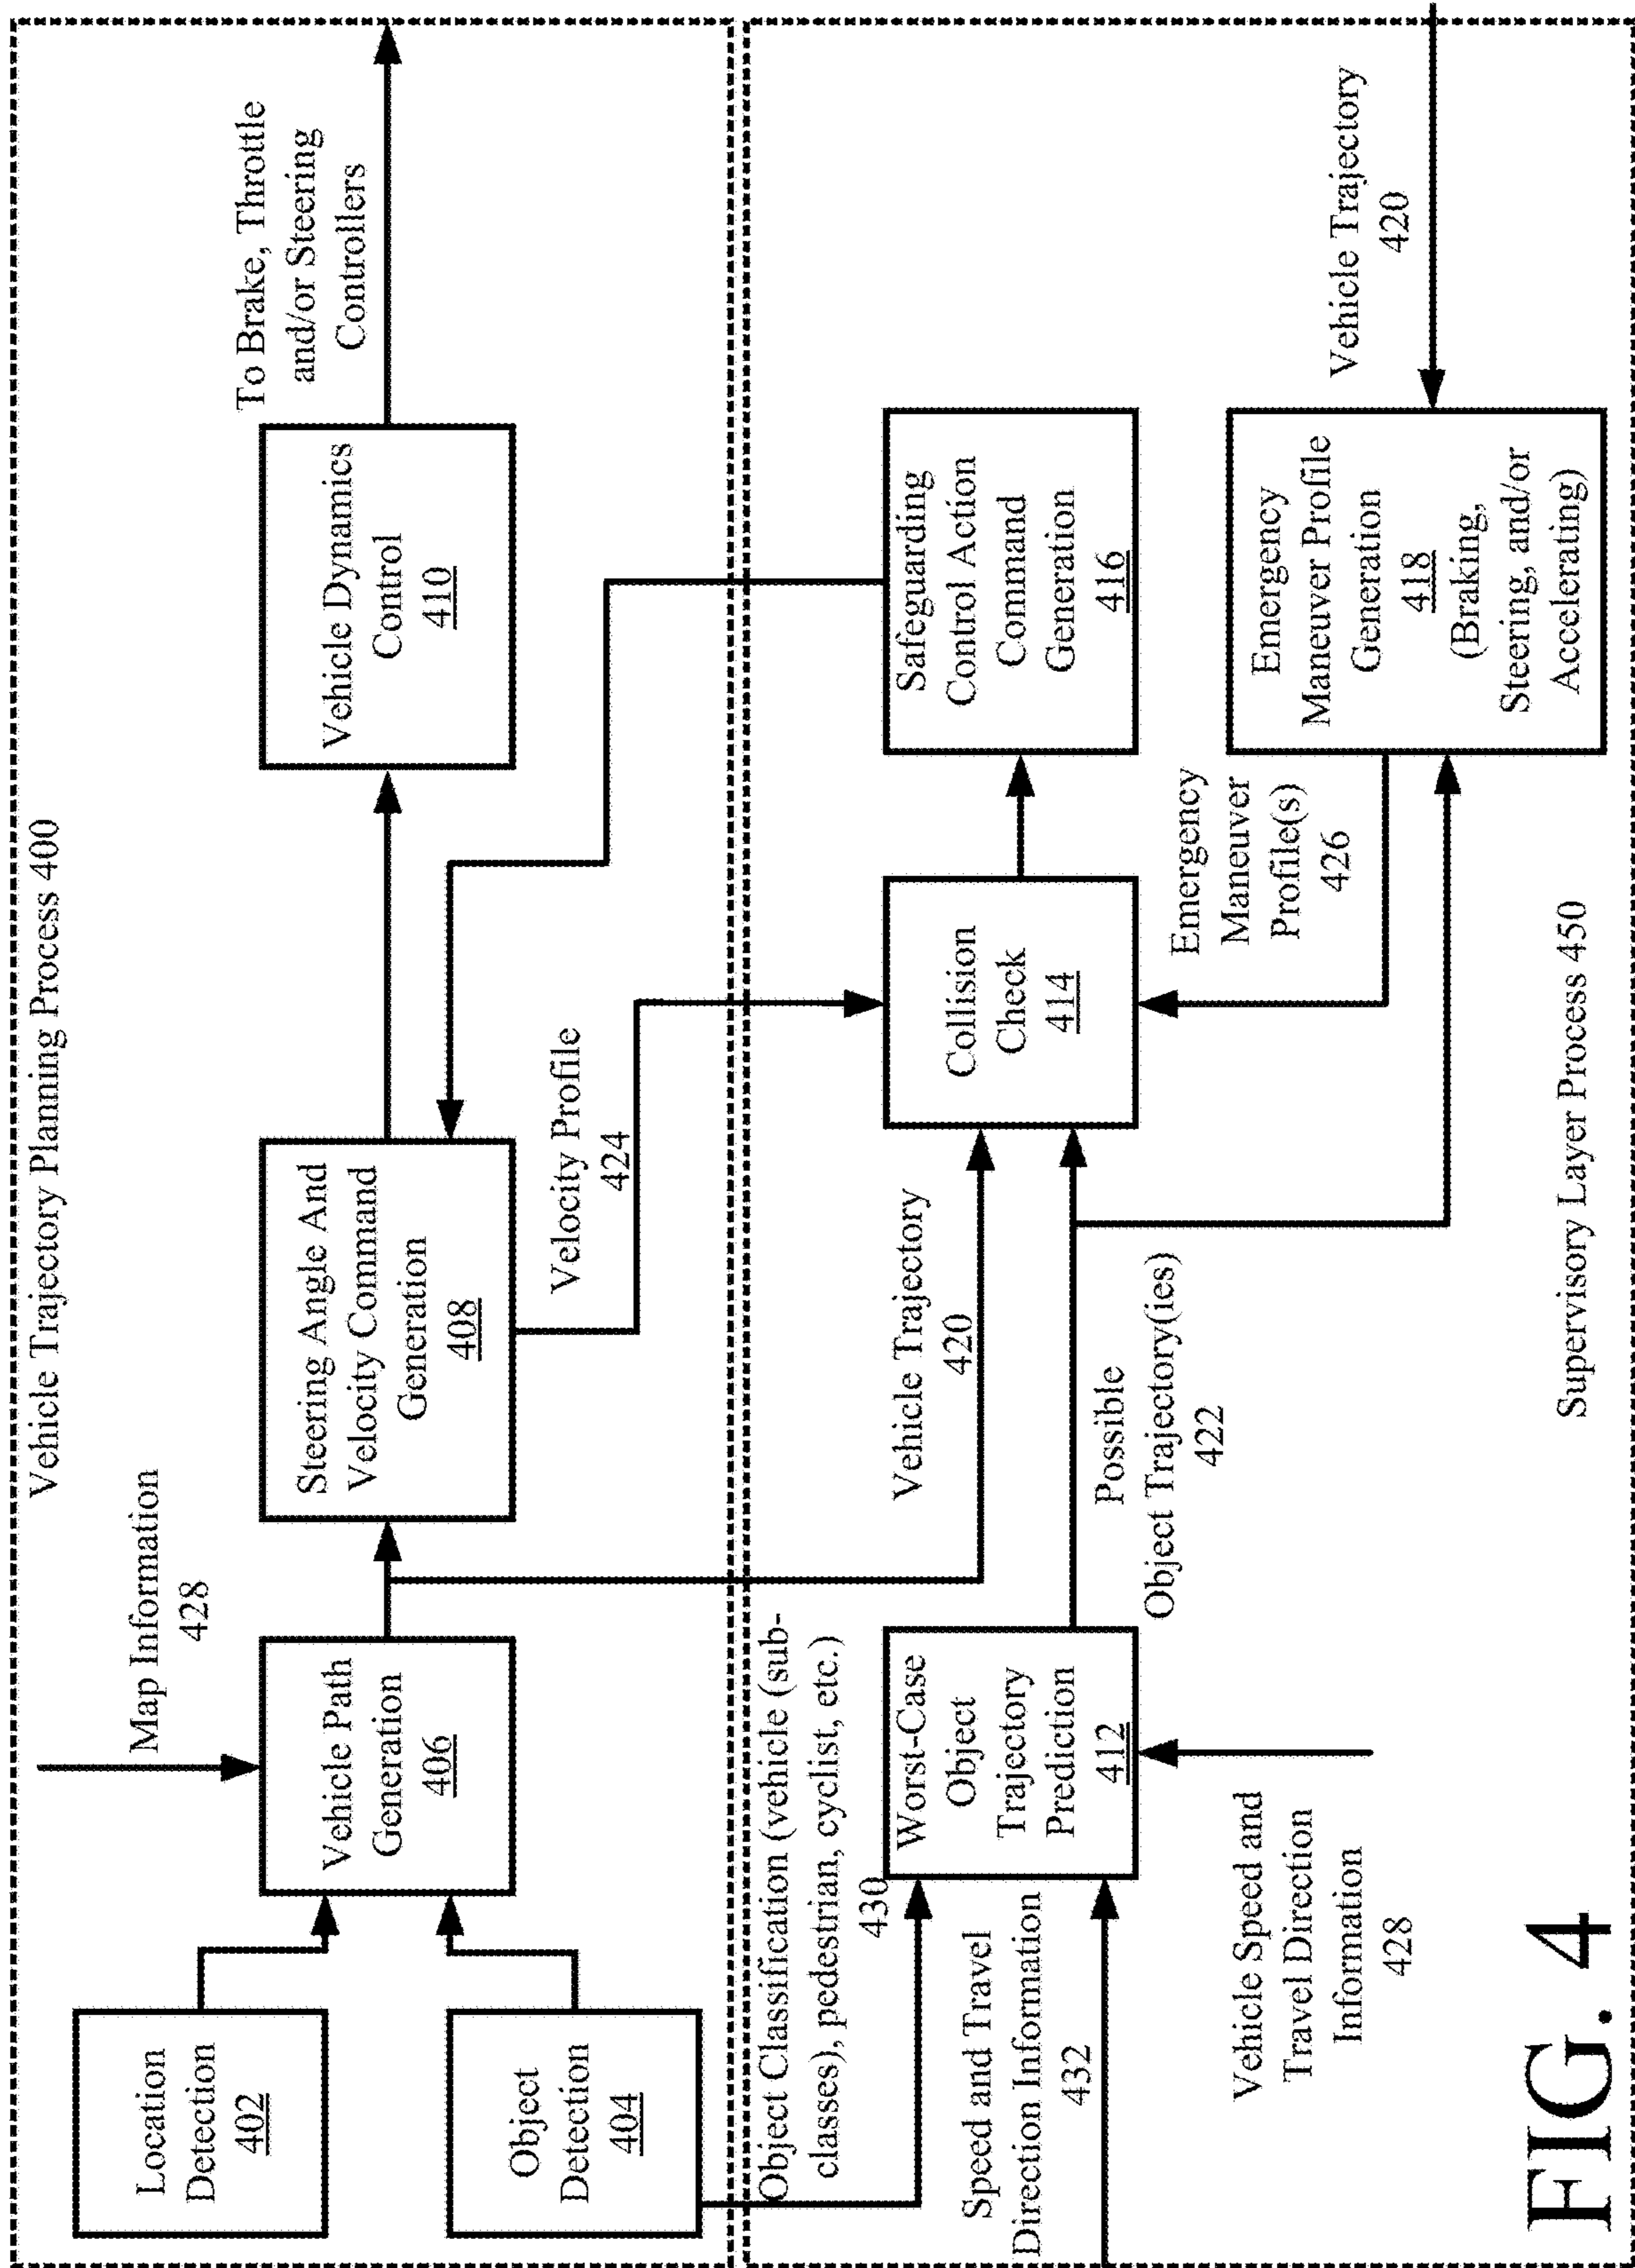 Vehicle Trajectory Planning Process 400
Map Information
428
Location
Detection
402
Object
Detection
404
Vehicle Path
Generation
406
Steering Angle And
Velocity Command
Generation
408
Vehicle Dynamics
Control
410
To Brake, Throttle
and/or Steering
Controllers
Velocity Profile
424
Object Classification (vehicle (sub-
classes), pedestrian, cyclist, etc.)
430
Speed and Travel
Direction Information
432
Worst-Case
Object
Trajectory
Prediction
412
Vehicle Speed and
Travel Direction
Information
428
Vehicle Trajectory
420
Possible
Object Trajectory(ies)
422
Collision
Check
414
Safeguarding
Control Action
Command
Generation
416
Emergency
Maneuver
Profile(s)
426
Emergency
Maneuver Profile
Generation
418
(Braking,
Steering, and/or
Accelerating)
Vehicle Trajectory
420
Supervisory Layer Process 450
FIG. 4